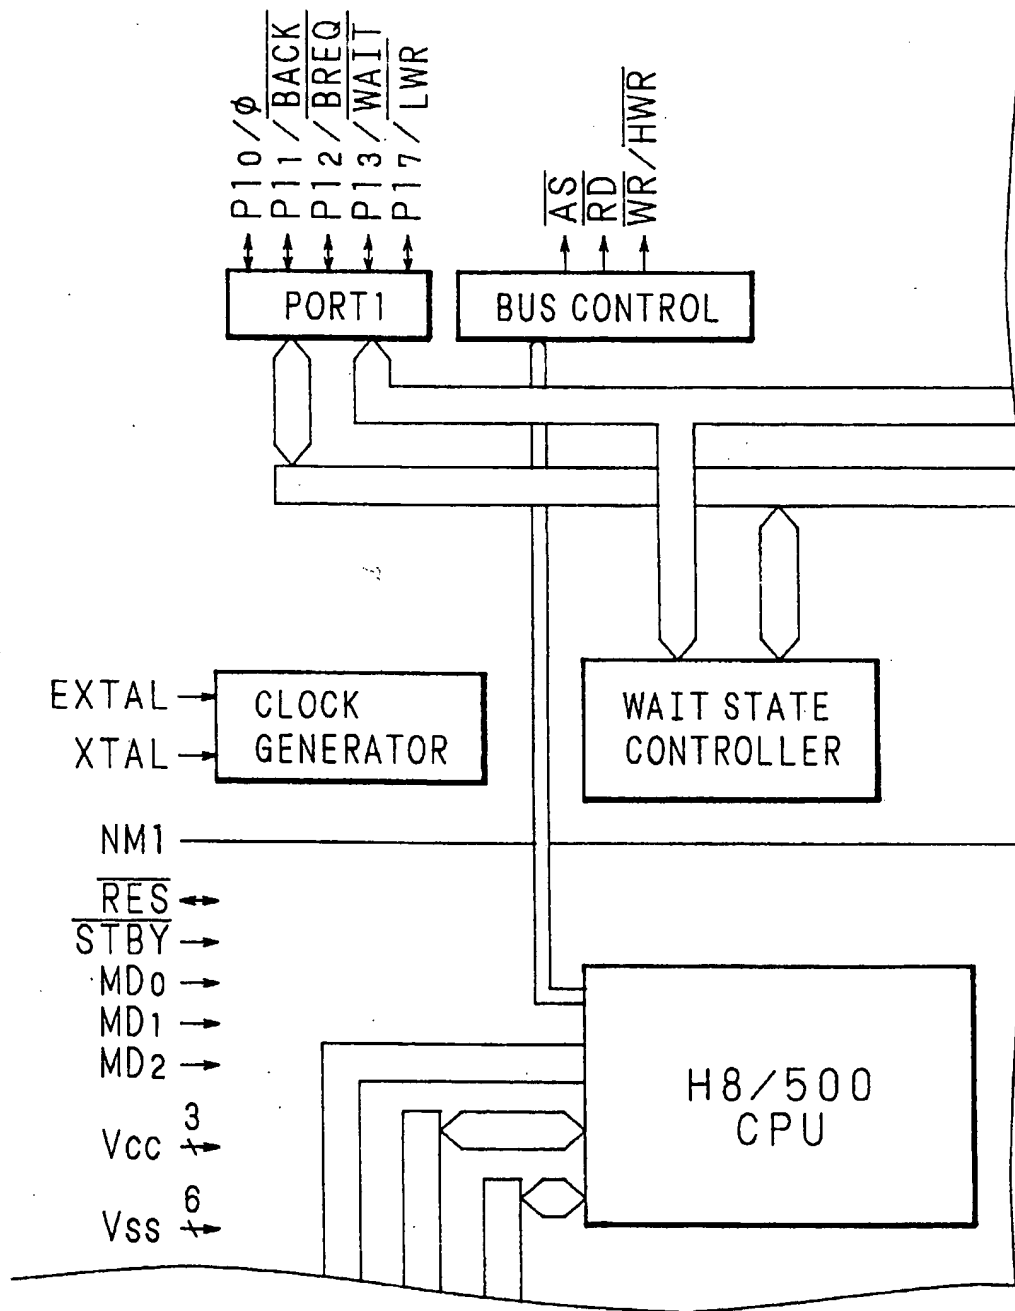 P10/φ
P11/BACK
P12/BREQ
P13/WAIT
P17/LWR
AS
RD
WR/HWR
PORT1
BUS CONTROL
EXTAL
XTAL
CLOCK
GENERATOR
WAIT STATE
CONTROLLER
NM1
RES
STBY
MD0
MD1
MD2
Vcc 3
Vss 6
H8/500
CPU